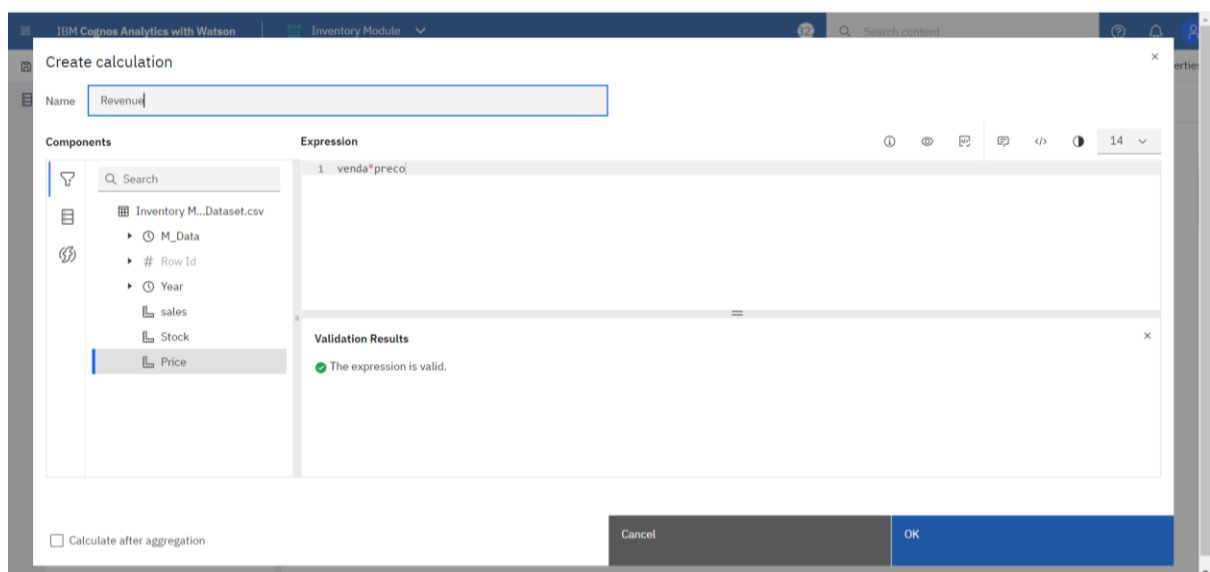 IBM Cognos Analytics with Watson
Inventory Module
32
Search content
Create calculation
erties
Name
Revenue
Components
Expression
14
Search
1 venda*preco
Inventory M...Dataset.csv
M_Data
# Row Id
Year
sales
Stock
Price
Validation Results
The expression is valid.
Calculate after aggregation
Cancel
OK